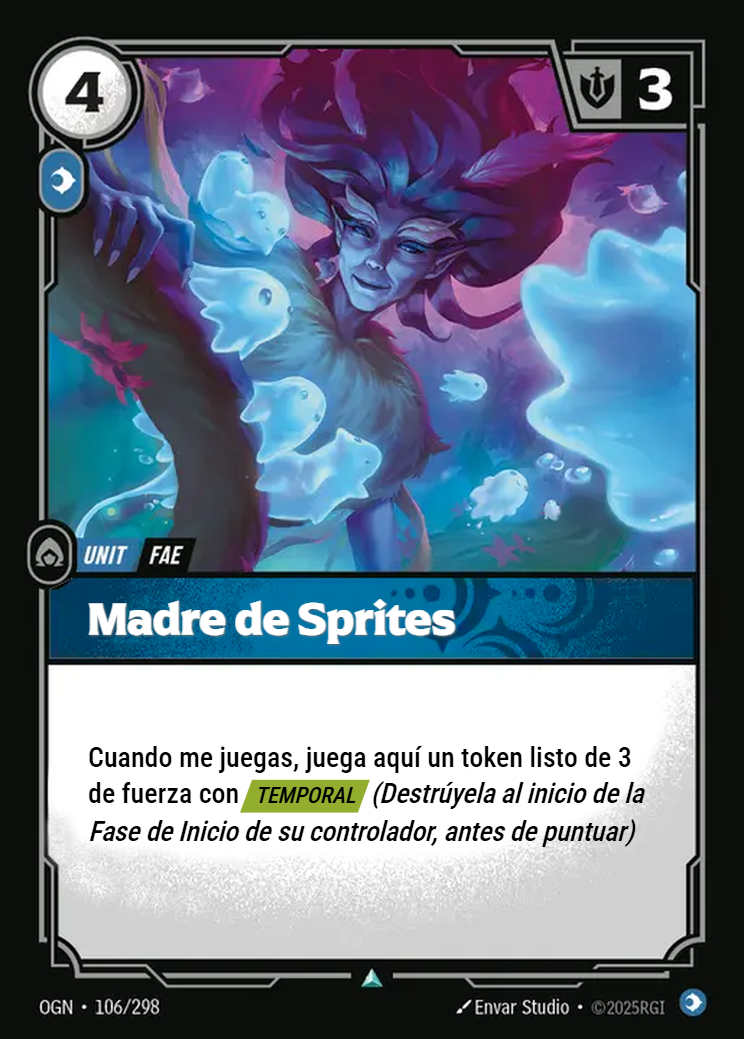 4
3
UNIT FAE
Madre de Sprites
Cuando me juegas, juega aquí un token listo de 3
de fuerza con TEMPORAL (Destrúyela al inicio de la
Fase de Inicio de su controlador, antes de puntuar)
OGN • 106/298
Envar Studio • ©2025RGI